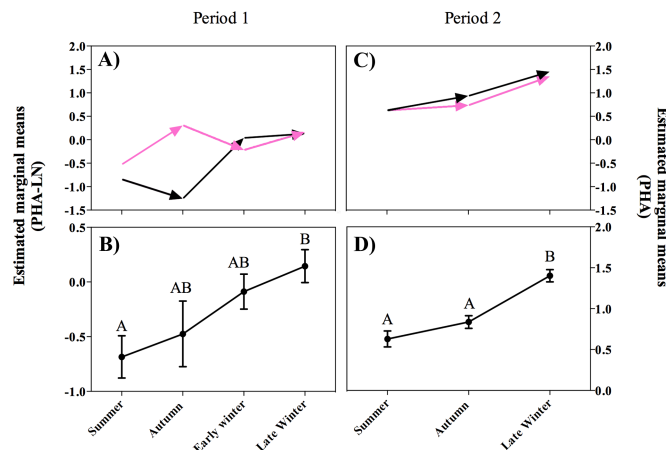 Period 1
Period 2
Estimated marginal means
(PHA-LN)
A)
2.0
1.5
1.0
0.5
0.0
-0.5
-1.0
-1.5
C)
2.0
1.5
1.0
0.5
0.0
-0.5
-1.0
-1.5
Estimated marginal means
(PHA)
B)
0.5
0.0
-0.5
-1.0
A
AB
AB
B
Summer
Autumn
Early winter
Late Winter
D)
2.0
1.5
1.0
0.5
0.0
A
A
B
Summer
Autumn
Late Winter